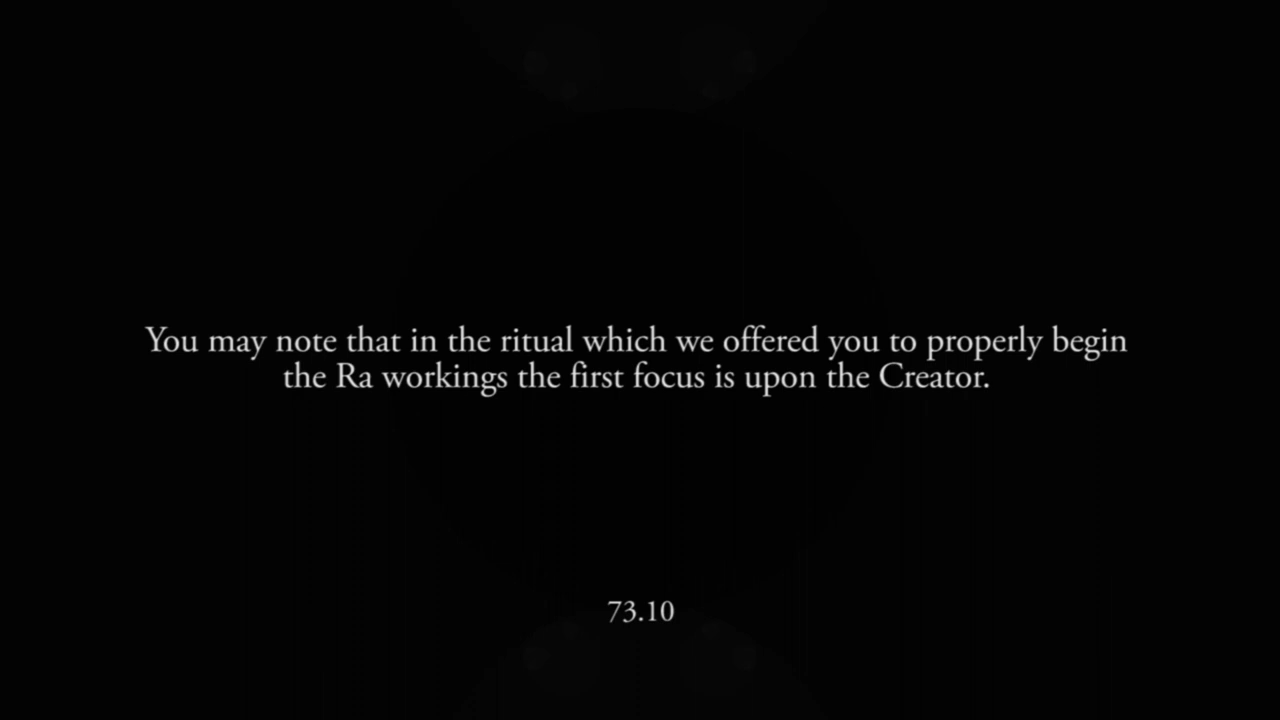 You may note that in the ritual which we offered you to properly begin
the Ra workings the first focus is upon the Creator.
73.10